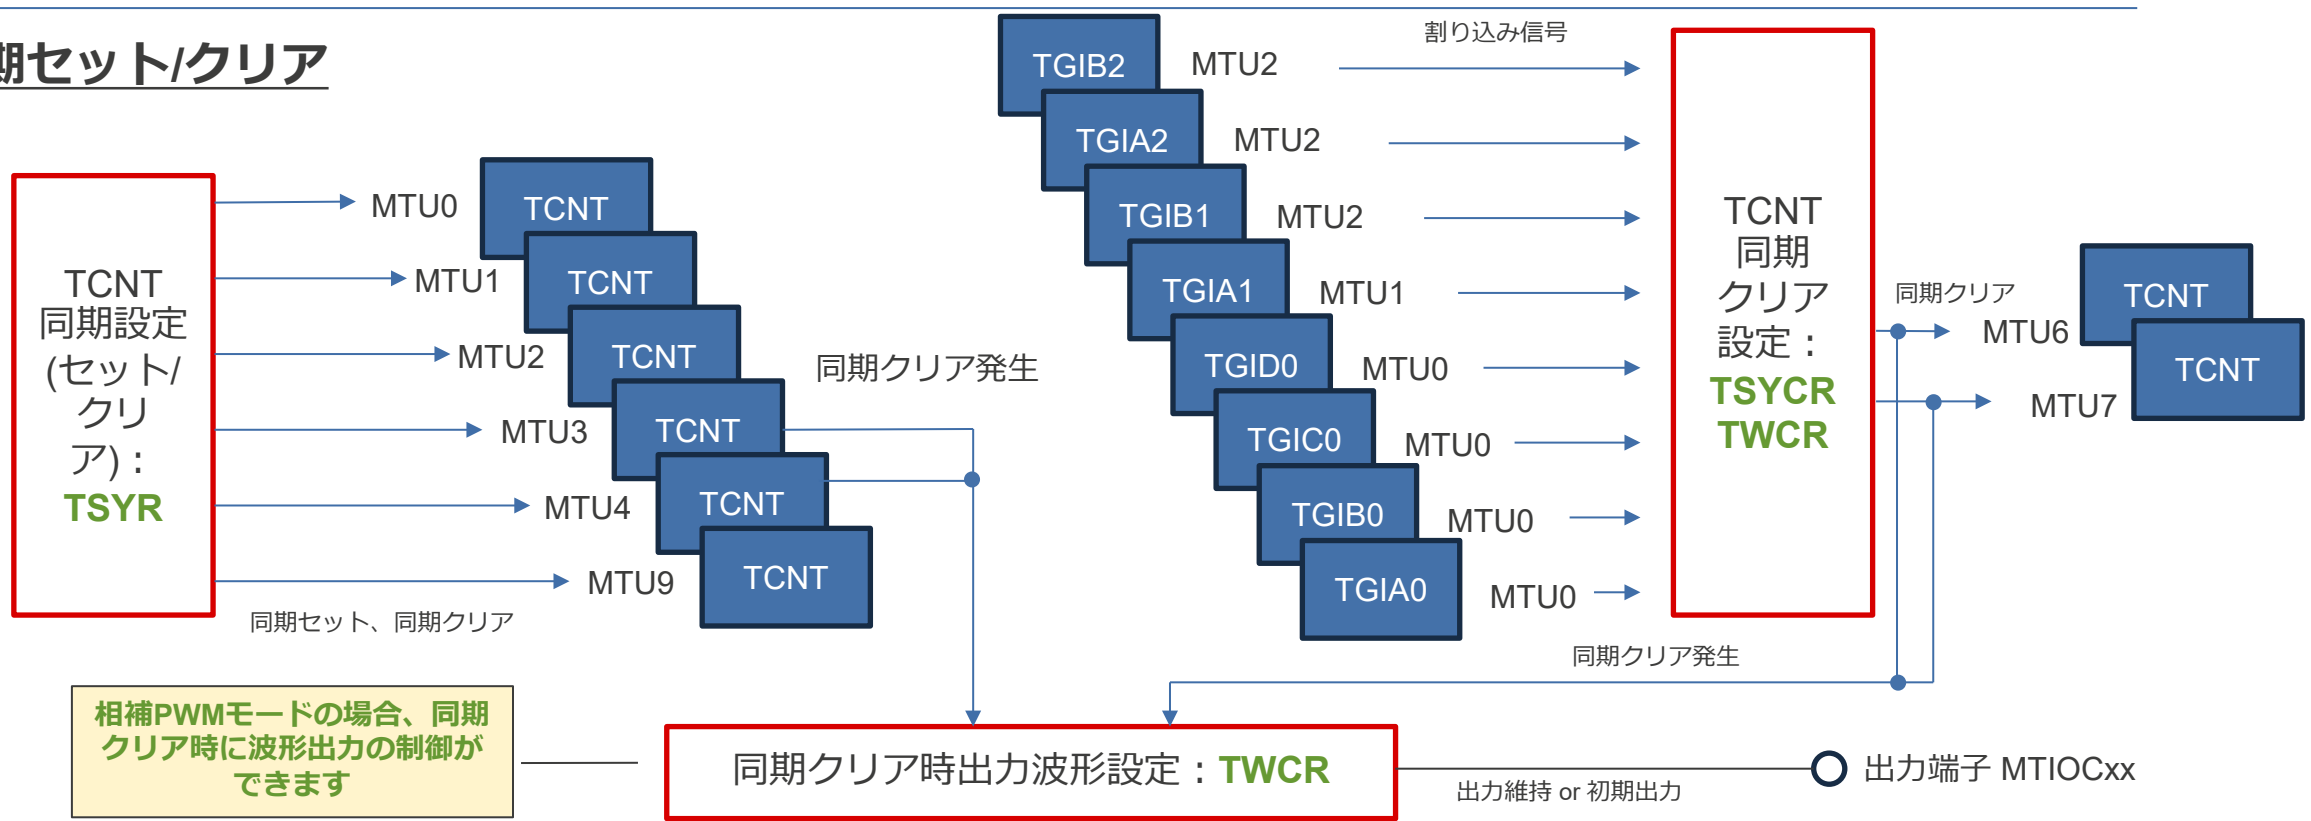 期セット/クリア
TCNT
同期設定
(セット/
クリ
ア)：
TSYR
MTU0
TCNT
MTU1
TCNT
MTU2
TCNT
MTU3
TCNT
MTU4
TCNT
MTU9
TCNT
同期セット、同期クリア
同期クリア発生
割り込み信号
TGIB2
MTU2
TGIA2
MTU2
TGIB1
MTU2
TGIA1
MTU1
TGID0
MTU0
TGIC0
MTU0
TGIB0
MTU0
TGIA0
MTU0
TCNT
同期
クリア
設定：
TSYCR
TWCR
同期クリア
MTU6
TCNT
MTU7
TCNT
同期クリア発生
相補PWMモードの場合、同期
クリア時に波形出力の制御が
できます
同期クリア時出力波形設定：TWCR
出力維持 or 初期出力
出力端子 MTIOCxx